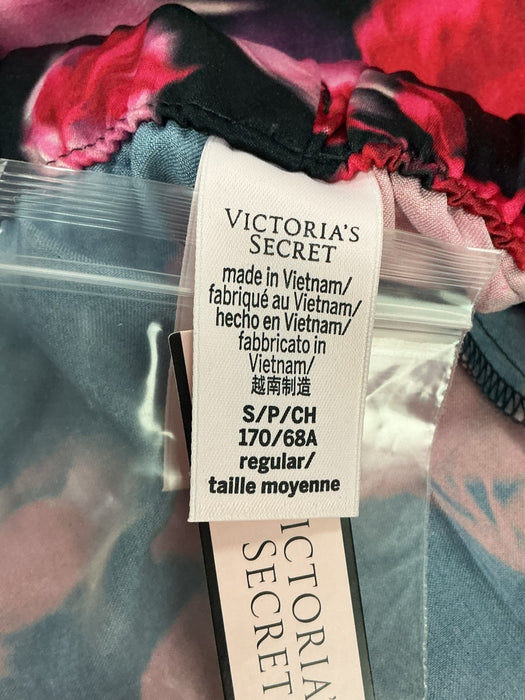 VICTORIA'S
SECRET
made in Vietnam/
fabriqué au Vietnam/
hecho en Vietnam/
fabbricato in
Vietnam/
越南制造
S/P/CH
170/68A
regular/
taille moyenne
ICTORIA'S
SECRET